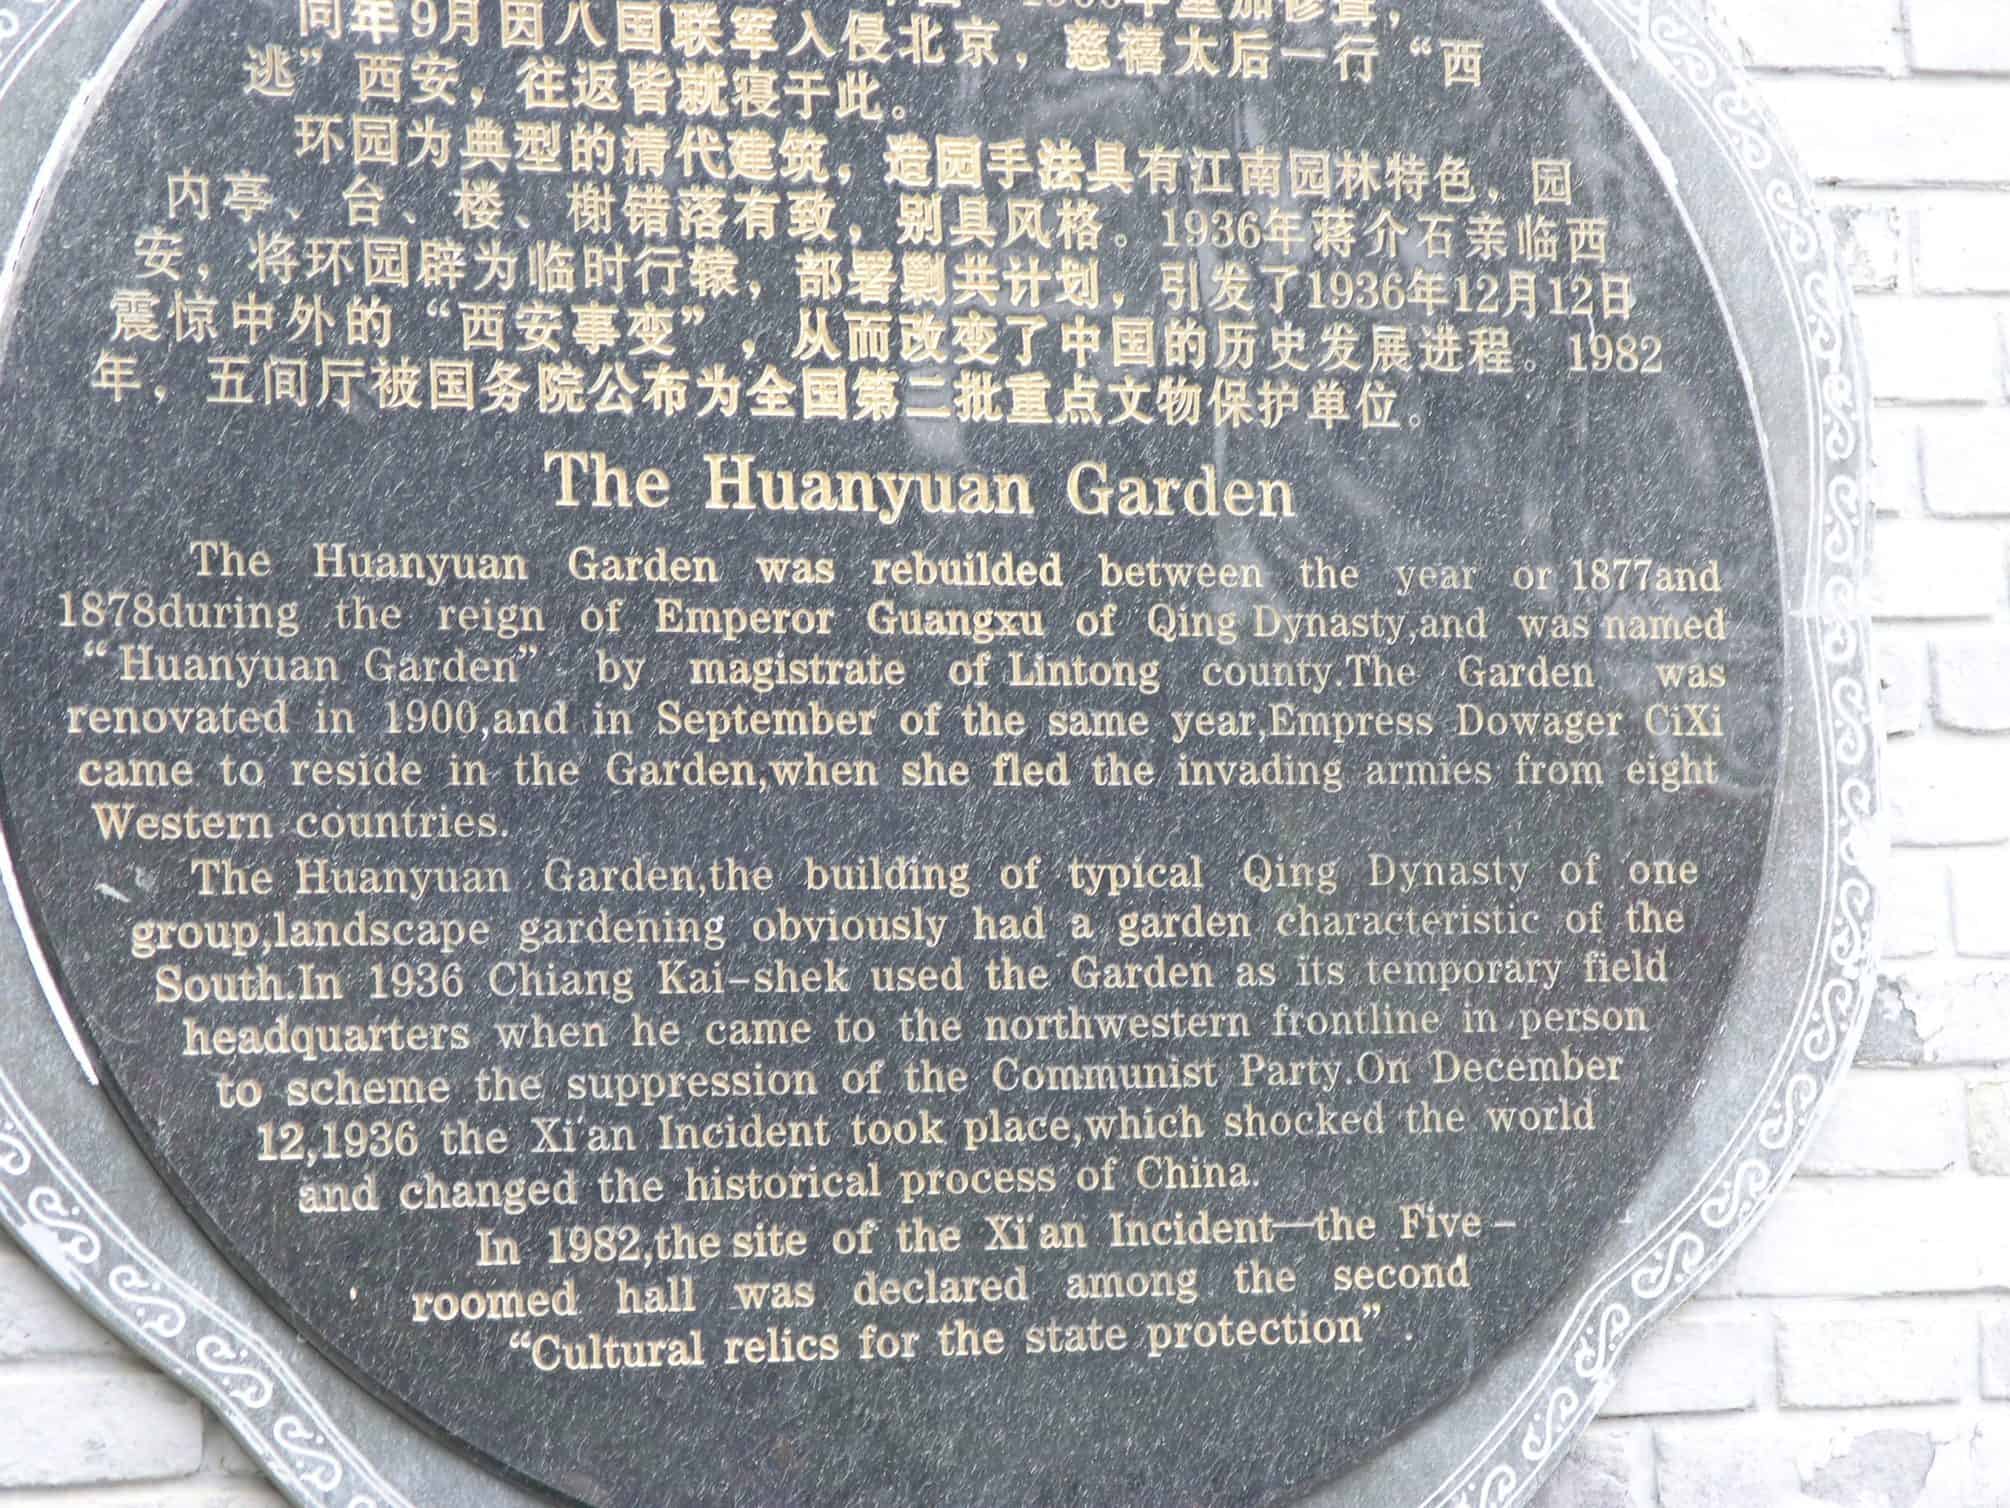 同年9月因八国联军入侵北京，慈禧太后一行“西
逃”西安，往返皆就寝于此。
环园为典型的清代建筑，造园手法具有江南园林特色，园
内亭、台、楼、榭错落有致，别具风格。1936年蒋介石亲临西
安，将环园辟为临时行辕，部署剿共计划，引发了1936年12月12日
震惊中外的“西安事变”，从而改变了中国的历史发展进程。1982
年，五间厅被国务院公布为全国第二批重点文物保护单位。
The Huanyuan Garden
The Huanyuan Garden was rebuilded between the year or 1877and
1878during the reign of Emperor Guangxu of Qing Dynasty,and was named
“Huanyuan Garden” by magistrate of Lintong county.The Garden was
renovated in 1900,and in September of the same year,Empress Dowager CiXi
came to reside in the Garden,when she fled the invading armies from eight
Western countries.
The Huanyuan Garden,the building of typical Qing Dynasty of one
group,landscape gardening obviously had a garden characteristic of the
South.In 1936 Chiang Kai-shek used the Garden as its temporary field
headquarters when he came to the northwestern frontline in person
to scheme the suppression of the Communist Party.On December
12,1936 the Xi'an Incident took place,which shocked the world
and changed the historical process of China.
In 1982,the site of the Xi'an Incident—the Five-
roomed hall was declared among the second
“Cultural relics for the state protection”.